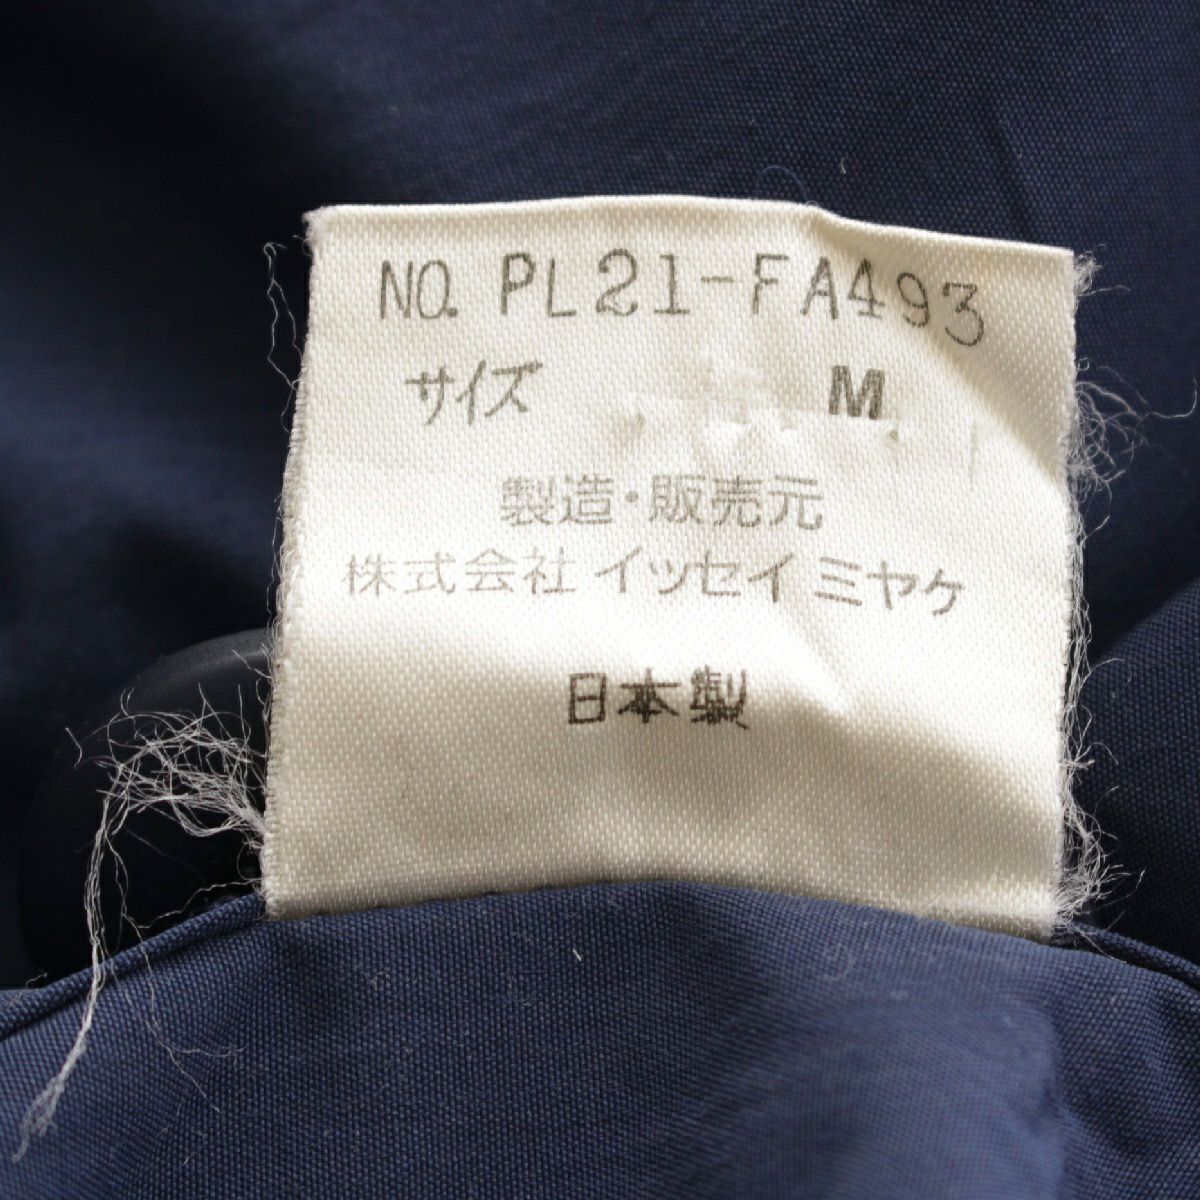 NO. PL21-FA493
サイズ M
製造・販売元
株式会社 イッセイ ミヤケ
日本製